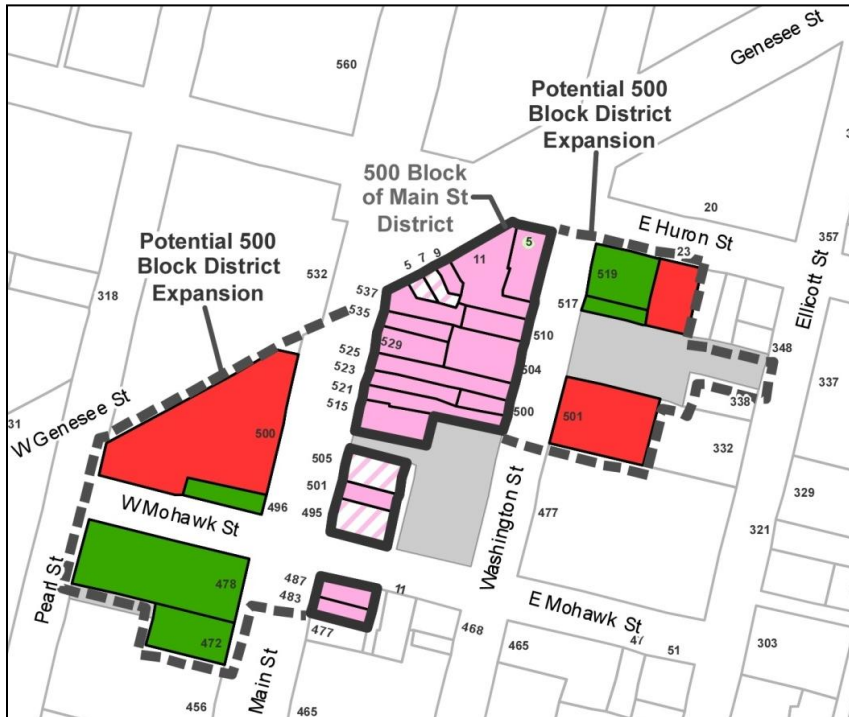 Genesee St
560
Potential 500
Block District
Expansion
500 Block
of Main St
District
20
E Huron St
357
5
23
Potential 500
Block District
Expansion
532
5
7
9
11
519
Ellicott St
318
537
535
517
510
529
525
348
523
504
337
521
338
515
500
W Genesee St
31
500
501
332
505
501
329
496
495
W Mohawk St
Washington St
477
321
Pearl St
478
487
11
483
E Mohawk St
472
477
468
465
47
51
303
Main St
456
465